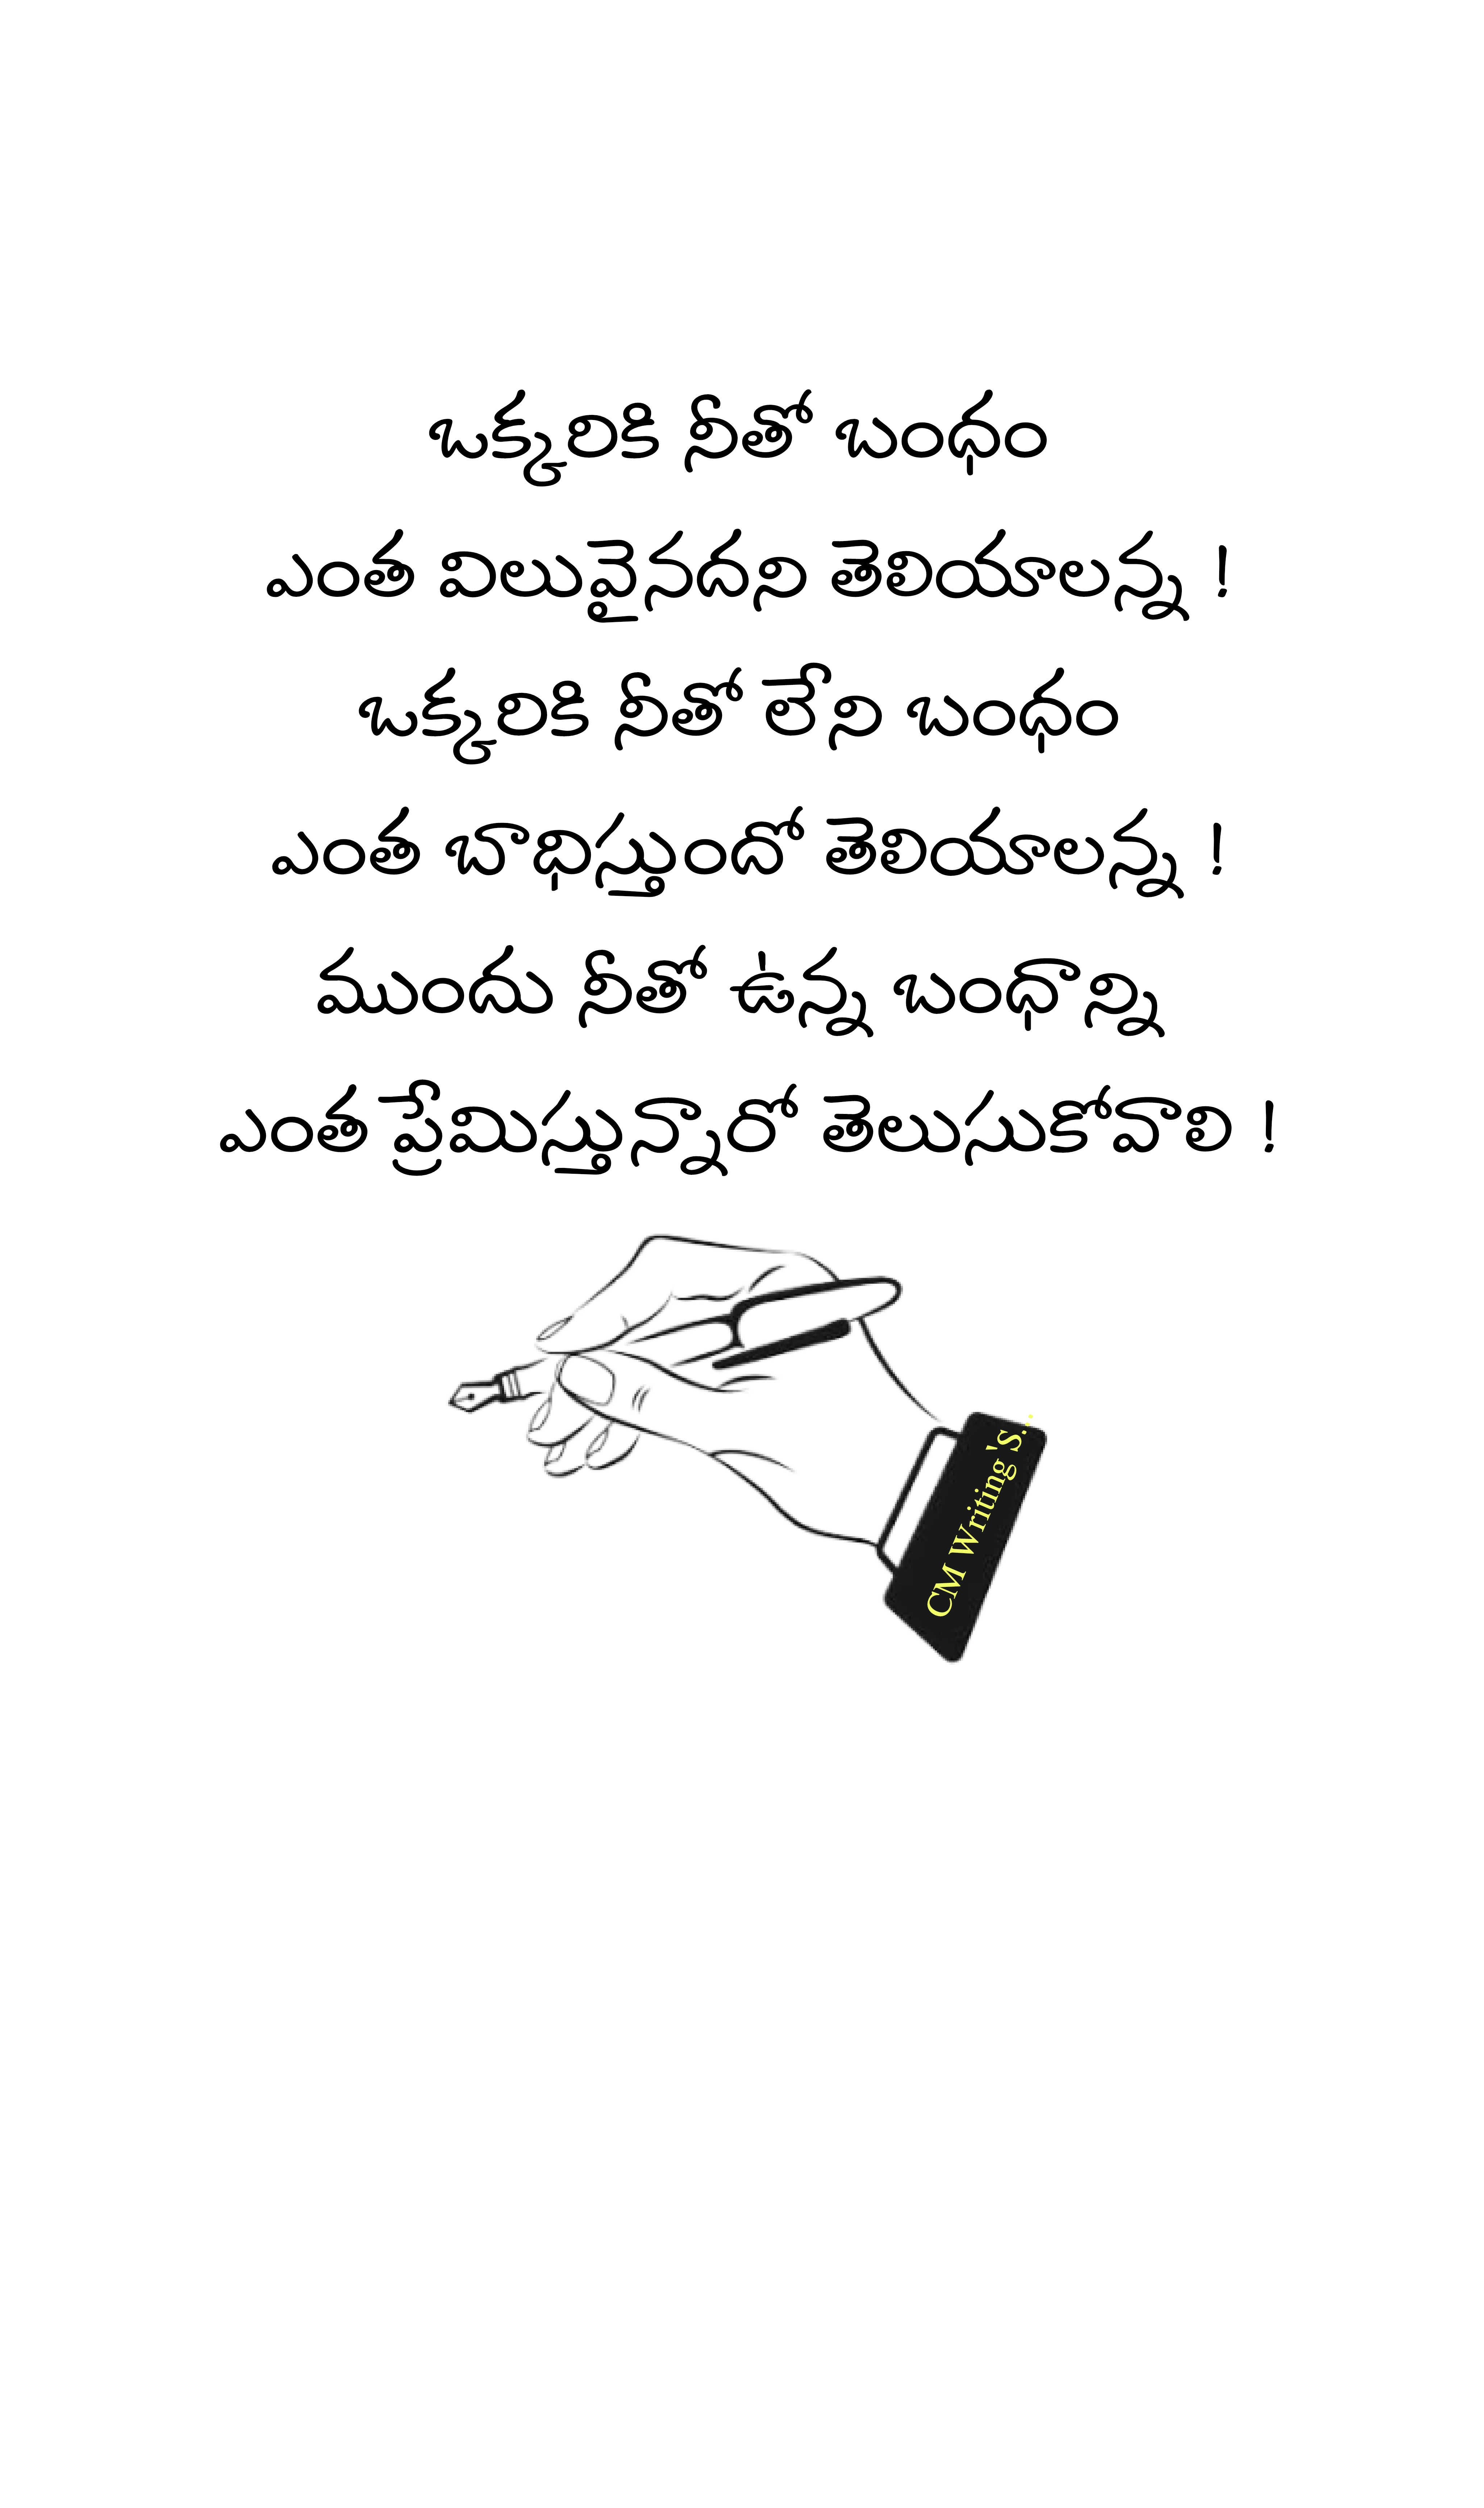 ఒక్కరికి నీతో బంధం
ఎంత విలువైనదని తెలియాలన్న !
ఒక్కరికి నీతో లేని బంధం
ఎంత బాధిస్తుందో తెలియాలన్న !
ముందు నీతో ఉన్న బంధాన్ని
ఎంత ప్రేమిస్తున్నారో తెలుసుకోవాలి !
CM Writing's....